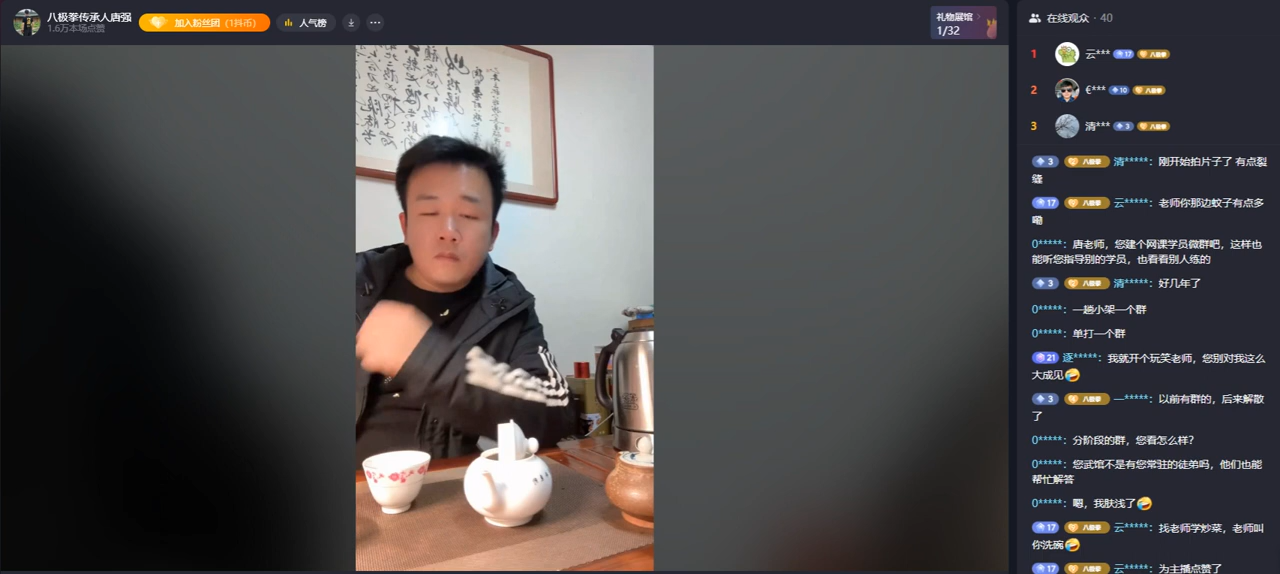 八极拳传承人唐强
1.6万本场点赞
加入粉丝团（1抖币）
人气榜
礼物展馆
1/32
在线观众 · 40
1 云*** 17 八极拳
2 €*** 10 八极拳
3 清*** 3 八极拳
3 八极拳 清*****：刚开始拍片子了 有点裂
缝
17 八极拳 云*****：老师你那边蚊子有点多
嘞
0*****：唐老师，您建个网课学员微群吧，这样也
能听您指导别的学员，也看看别人练的
3 八极拳 清*****：好几年了
0*****：一趟小架一个群
0*****：单打一个群
21 逐*****：我就开个玩笑老师，您别对我这么
大成见🤣
3 八极拳 一*****：以前有群的，后来解散
了
0*****：分阶段的群，您看怎么样？
0*****：您武馆不是有您常驻的徒弟吗，他们也能
帮忙解答
0*****：嗯，我肤浅了🤣
17 八极拳 云*****：找老师学炒菜，老师叫
你洗碗🤣
17 八极拳 云*****：为主播点赞了